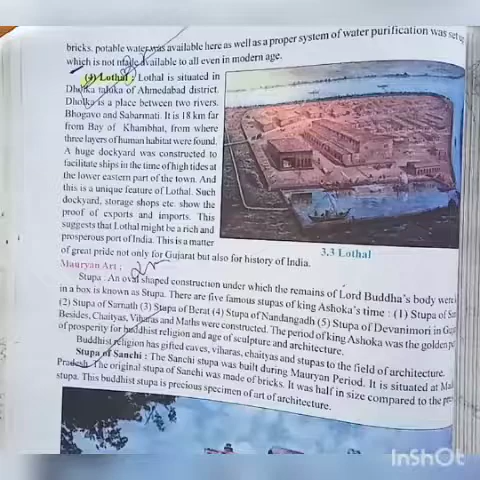 bricks. potable water was available here as well as a proper system of water purification was set up
which is not made available to all even in modern age.
(4) Lothal : Lothal is situated in
Dholka taluka of Ahmedabad district.
Dholka is a place between two rivers.
Bhogavo and Sabarmati. It is 18 km far
from Bay of Khambhat, from where
three layers of human habitat were found.
A huge dockyard was constructed to
facilitate ships in the time of high tides at
the lower eastern part of the town. And
this is a unique feature of Lothal. Such
dockyard, storage shops etc. show the
proof of exports and imports. This
suggests that Lothal might be a rich and
prosperous port of India. This is a matter
of great pride not only for Gujarat but also for history of India.
3.3 Lothal
Mauryan Art :
Stupa : An oval shaped construction under which the remains of Lord Buddha's body were
in a box is known as Stupa. There are five famous stupas of king Ashoka's time : (1) Stupa of
(2) Stupa of Sarnath (3) Stupa of Berat (4) Stupa of Nandangadh (5) Stupa of Devanimori in
Besides, Chaityas, Viharas and Maths were constructed. The period of king Ashoka was the golden
of prosperity for buddhist religion and age of sculpture and architecture.
Buddhist religion has gifted caves, viharas, chaityas and stupas to the field of architecture.
Stupa of Sanchi : The Sanchi stupa was built during Mauryan Period. It is situated at
Pradesh. The original stupa of Sanchi was made of bricks. It was half in size compared to the
stupa. This buddhist stupa is precious specimen of art of architecture.
InShOt